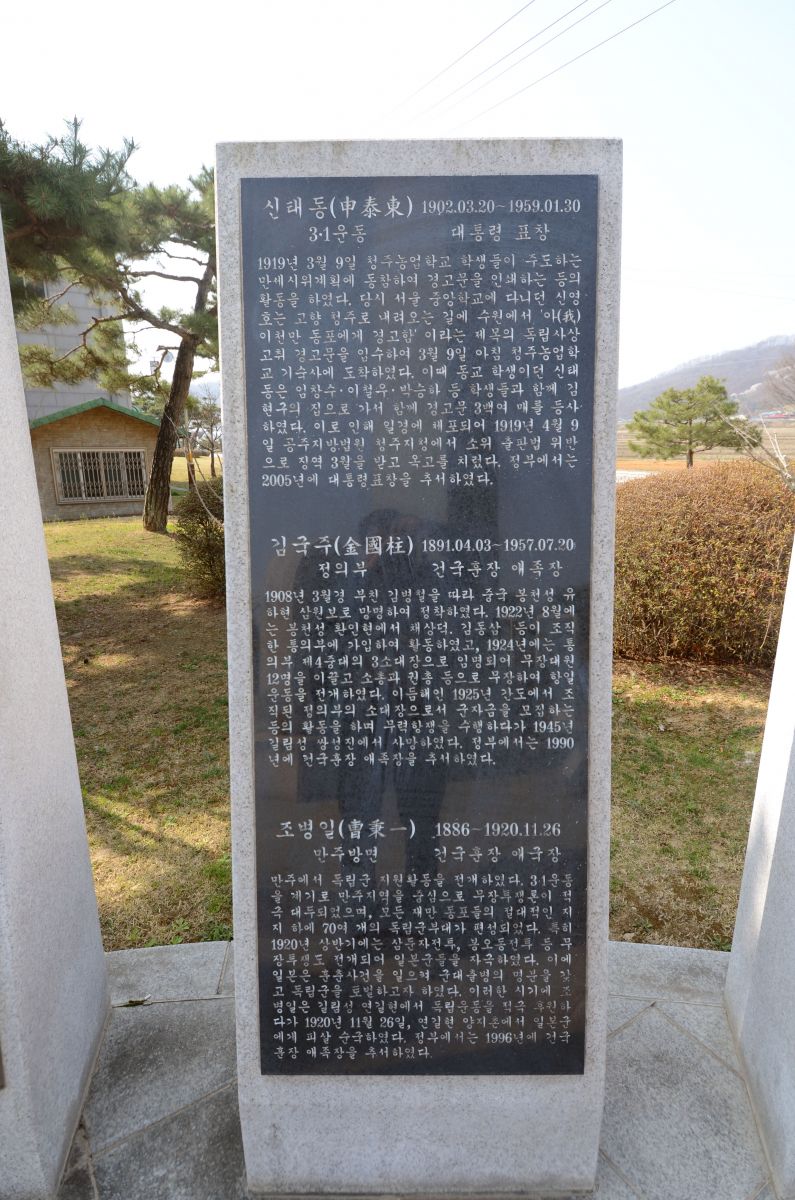 신태동(申泰東) 1902.03.20~1959.01.30
3·1운동 대통령 표창
1919년 3월 9일 청주농업학교 학생들이 주도하는
만세시위계획에 동참하여 경고문을 인쇄하는 등의
활동을 하였다. 당시 서울 중앙학교에 다니던 신영
호는 고향 청주로 내려오는 길에 수원에서 '아(我)
이천만 동포에게 경고함' 이라는 제목의 독립사상
고취 경고문을 입수하여 3월 9일 아침 청주농업학
교 기숙사에 도착하였다. 이때 동교 학생이던 신태
동은 임창수·이철우·박승하 등 학생들과 함께 김
현구의 집으로 가서 함께 경고문 3백여 매를 등사
하였다. 이로 인해 일경에 체포되어 1919년 4월 9
일 공주지방법원 청주지청에서 소위 출판법 위반
으로 징역 3월을 받고 옥고를 치렀다. 정부에서는
2005년에 대통령표창을 추서하였다.
김국주(金國柱) 1891.04.03~1957.07.20
정의부 건국훈장 애족장
1908년 3월경 부친 김병철을 따라 중국 봉천성 유
하현 삼원보로 망명하여 정착하였다. 1922년 8월에
는 봉천성 환인현에서 채상덕, 김동삼 등이 조직
한 통의부에 가입하여 활동하였고, 1924년에는 통
의부 제4중대의 3소대장으로 임명되어 무장대원
12명을 이끌고 소총과 권총 등으로 무장하여 항일
운동을 전개하였다. 이듬해인 1925년 간도에서 조
직된 정의부의 소대장으로서 군자금을 모집하는
등의 활동을 하며 무력항쟁을 수행하다가 1945년
길림성 쌍성진에서 사망하였다. 정부에서는 1990
년에 건국훈장 애족장을 추서하였다.
조병일(曺秉一) 1886~1920.11.26
만주방면 건국훈장 애국장
만주에서 독립군 지원활동을 전개하였다. 3·1운동
을 계기로 만주지역을 중심으로 무장투쟁론이 적
극 대두되었으며, 모든 재만 동포들의 절대적인 지
지 하에 70여 개의 독립군부대가 편성되었다. 특히
1920년 상반기에는 삼둔자전투, 봉오동전투 등 무
장투쟁도 전개되어 일본군들을 자극하였다. 이에
일본은 훈춘사건을 일으켜 군대출병의 명분을 갖
고 독립군을 토벌하고자 하였다. 이러한 시기에 조
병일은 길림성 연길현에서 독립운동을 적극 후원하
다가 1920년 11월 26일, 연길현 양지촌에서 일본군
에게 피살 순국하였다. 정부에서는 1996년에 건국
훈장 애족장을 추서하였다.